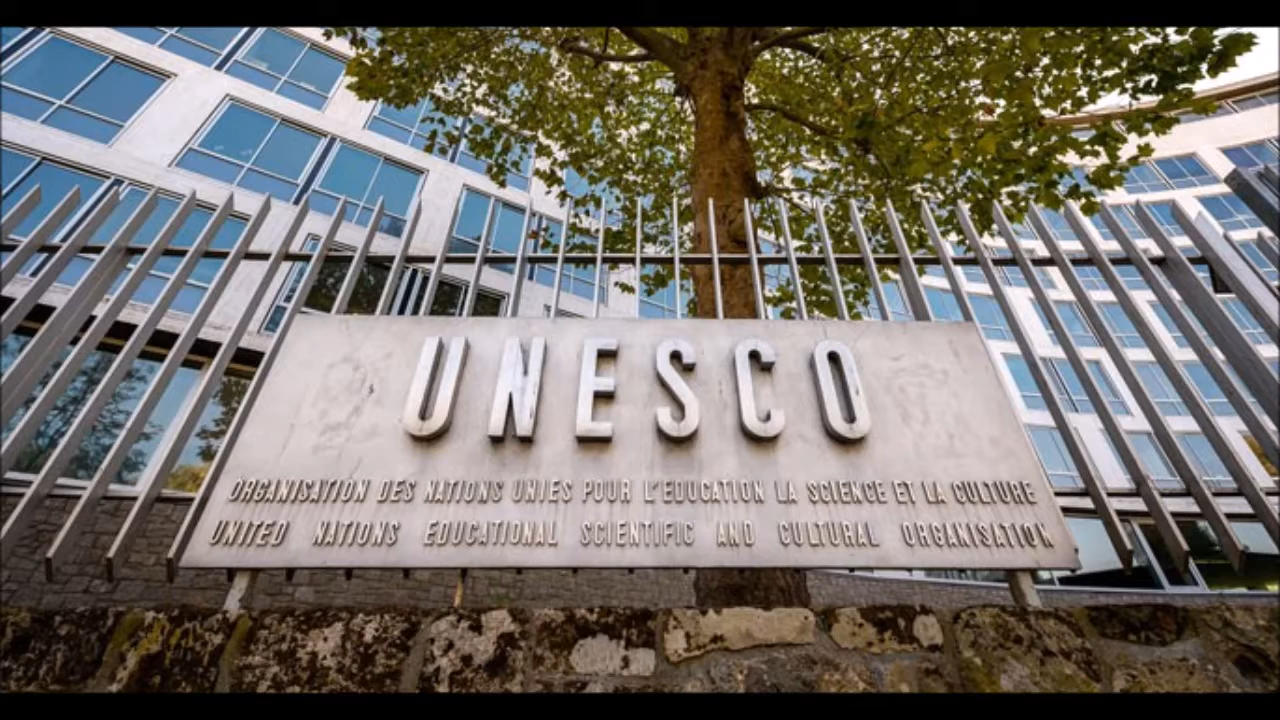 UNESCO
ORGANISATION DES NATIONS UNIES POUR L'EDUCATION LA SCIENCE ET LA CULTURE
UNITED NATIONS EDUCATIONAL SCIENTIFIC AND CULTURAL ORGANISATION